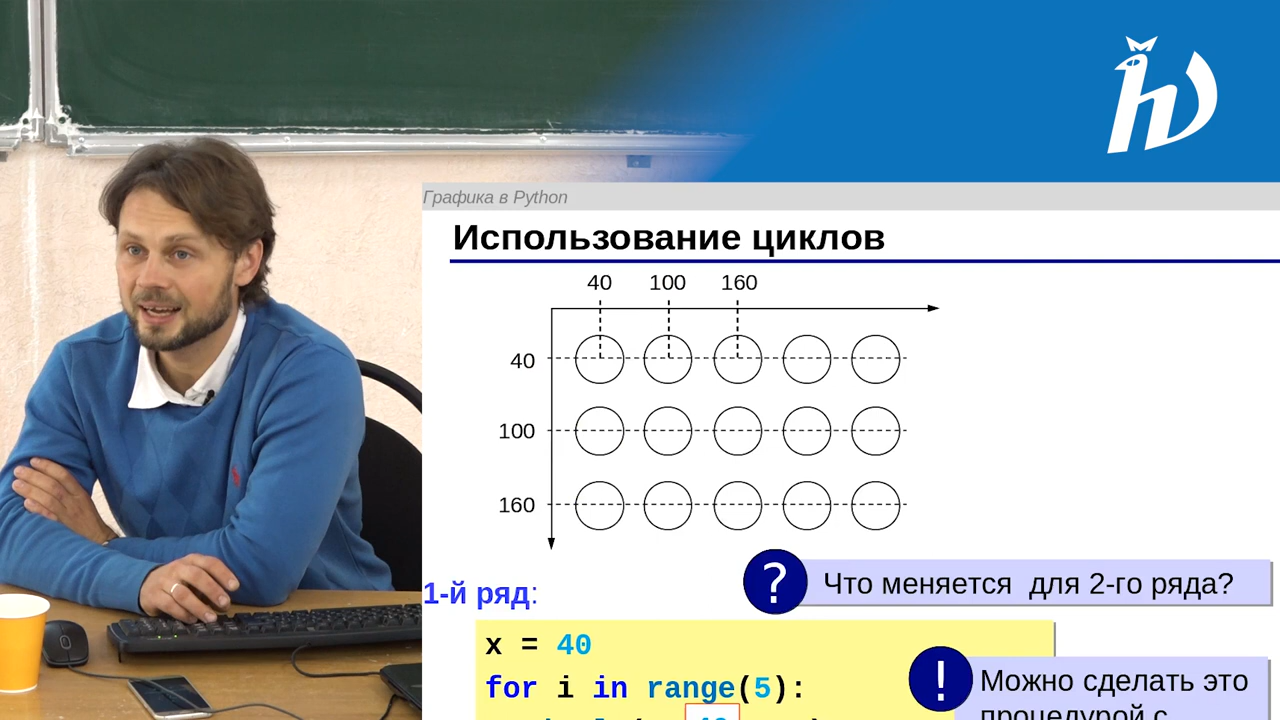 Графика в Python
Использование циклов
40 100 160
40
100
160
Что меняется для 2-го ряда?
?
1-й ряд:
x = 40
for i in range(5):
!
Можно сделать это
процедурой с